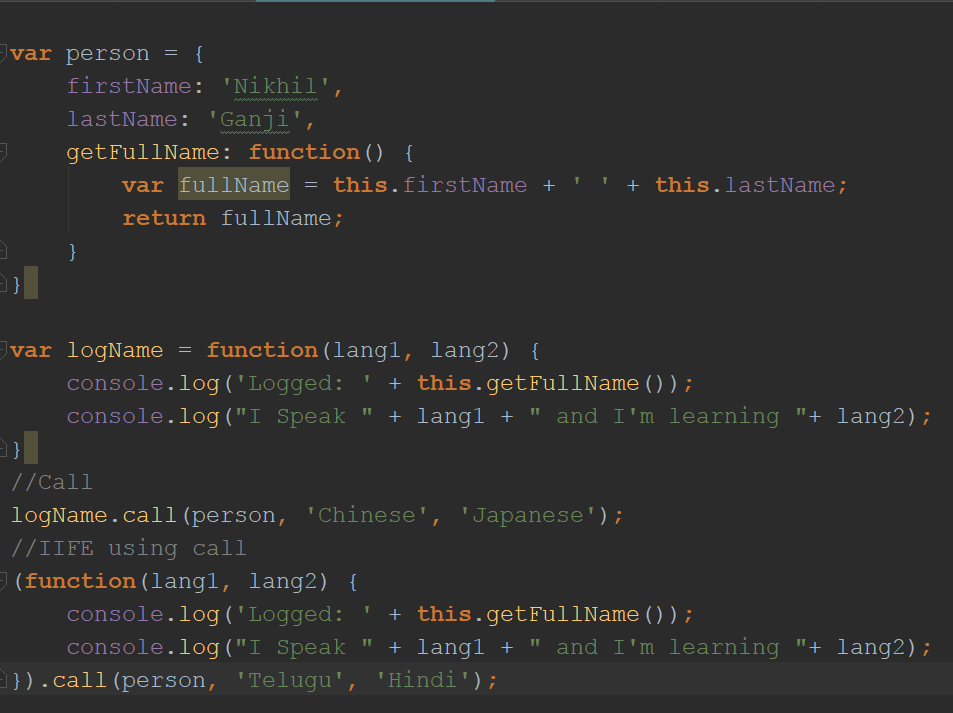 var person = {
    firstName: 'Nikhil',
    lastName: 'Ganji',
    getFullName: function() {
        var fullName = this.firstName + ' ' + this.lastName;
        return fullName;
    }
}
var logName = function(lang1, lang2) {
    console.log('Logged: ' + this.getFullName());
    console.log("I Speak " + lang1 + " and I'm learning "+ lang2);
}
//Call
logName.call(person, 'Chinese', 'Japanese');
//IIFE using call
(function(lang1, lang2) {
    console.log('Logged: ' + this.getFullName());
    console.log("I Speak " + lang1 + " and I'm learning "+ lang2);
}).call(person, 'Telugu', 'Hindi');